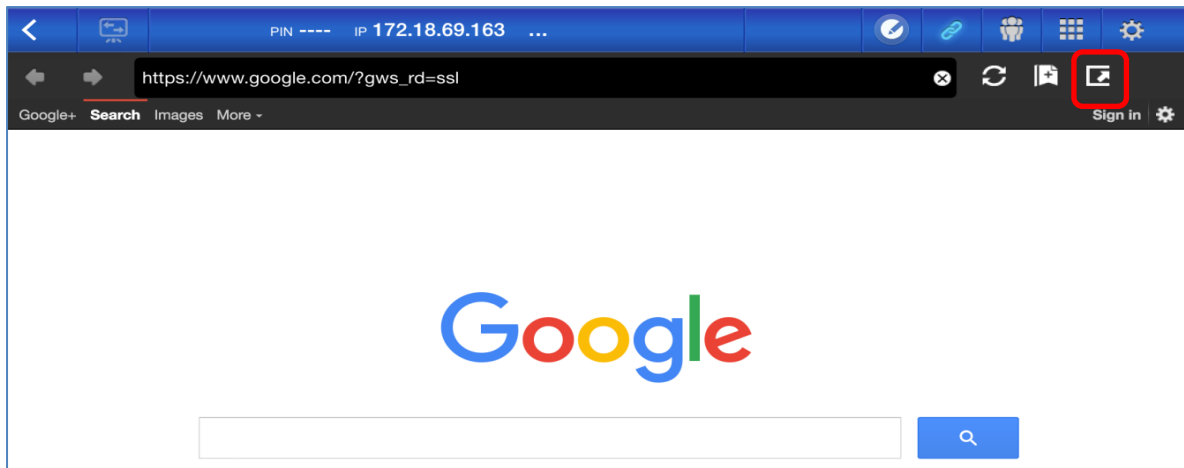 PIN ---- IP 172.18.69.163 ...
https://www.google.com/?gws_rd=ssl
Google+ Search Images More Sign in
Google